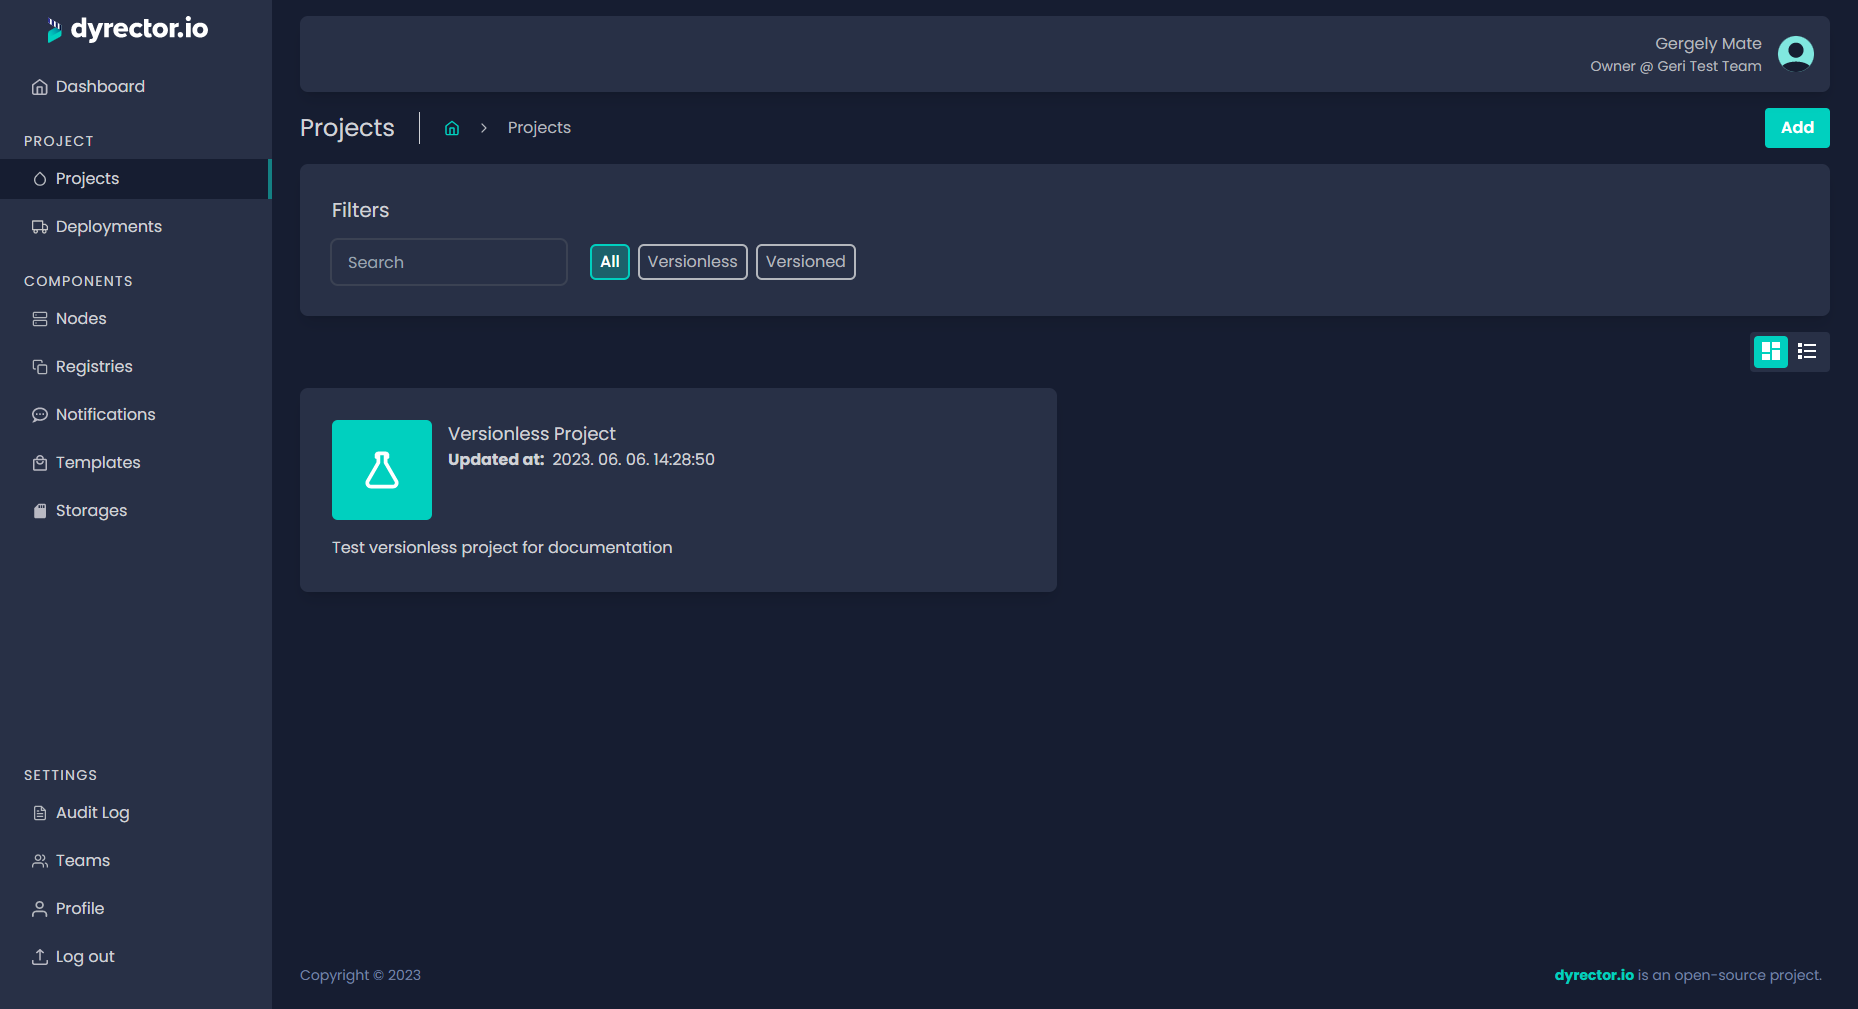 dyrector.io
Dashboard
PROJECT
Projects
Deployments
COMPONENTS
Nodes
Registries
Notifications
Templates
Storages
SETTINGS
Audit Log
Teams
Profile
Log out
Gergely Mate
Owner @ Geri Test Team
Projects
Projects
Add
Filters
Search
All
Versionless
Versioned
Versionless Project
Updated at: 2023. 06. 06. 14:28:50
Test versionless project for documentation
Copyright © 2023
dyrector.io is an open-source project.